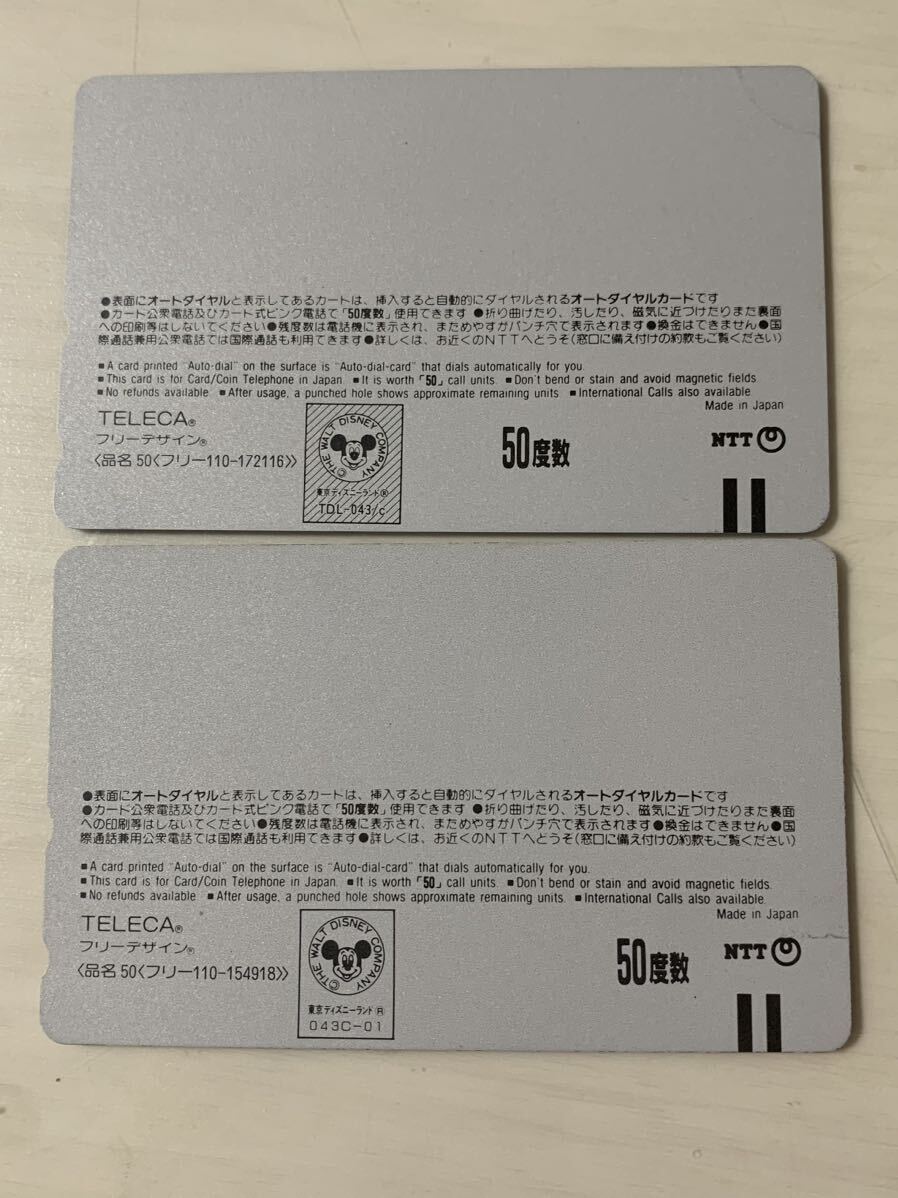 ●表面にオートダイヤルと表示してあるカートは、挿入すると自動的にダイヤルされるオートダイヤルカードです
●カード公衆電話及びカート式ピンク電話で「50度数」使用できます ●折り曲げたり、汚したり、磁気に近づけたりまた裏面
への印刷等はしないてください●残度数は電話機に表示され、まためやすがパンチ穴て表示されます●換金はできません●国
際通話兼用公衆電話では国際通話も利用てきます●詳しくは、お近くのNTTへとうそ(窓口に備え付けの約款もご覧ください)
■A card printed "Auto-dial" on the surface is "Auto-dial-card" that dials automatically for you.
■This card is for Card/Coin Telephone in Japan. ■It is worth「50」call units. ■Don't bend or stain and avoid magnetic fields
■No refunds available ■After usage, a punched hole shows approximate remaining units ■International Calls also available
Made in Japan
TELECA®
フリーデザイン®
〈品名 50〈フリー110-172116〉〉
©THE WALT DISNEY COMPANY
東京ディズニーランド®
TDL-043/c
50度数
NTT
●表面にオートダイヤルと表示してあるカートは、挿入すると自動的にダイヤルされるオートダイヤルカードです
●カード公衆電話及びカート式ピンク電話て「50度数」使用てきます ●折り曲げたり、汚したり、磁気に近づけたりまた裏面
への印刷等はしないてください●残度数は電話機に表示され、まためやすがパンチ穴て表示されます●換金はてきません●国
際通話兼用公衆電話では国際通話も利用てきます●詳しくは、お近くのNTTへとうそ(窓口に備え付けの約款もご覧ください)
■A card printed "Auto-dial" on the surface is "Auto-dial-card" that dials automatically for you.
■This card is for Card/Coin Telephone in Japan. ■It is worth「50」call units. ■Don't bend or stain and avoid magnetic fields.
■No refunds available ■After usage, a punched hole shows approximate remaining units. ■International Calls also available
Made in Japan
TELECA®
フリーデザイン®
〈品名 50〈フリー110-154918〉〉
©THE WALT DISNEY COMPANY
東京ディズニーランド®
043C-01
50度数
NTT